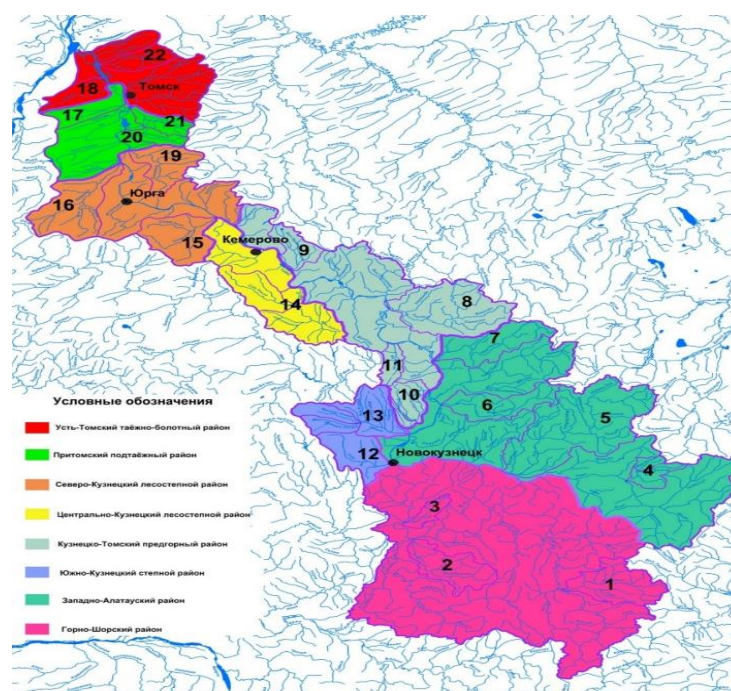 22
18
Томск
17
20
21
19
16
Юрга
15
Кемерово
9
14
8
7
11
10
6
5
13
12
Новокузнецк
4
3
2
1
Условные обозначения
Усть-Томский таёжно-болотный район
Притомский подтаёжный район
Северо-Кузнецкий лесостепной район
Центрально-Кузнецкий лесостепной район
Кузнецко-Томский предгорный район
Южно-Кузнецкий степной район
Западно-Алатауский район
Горно-Шорский район